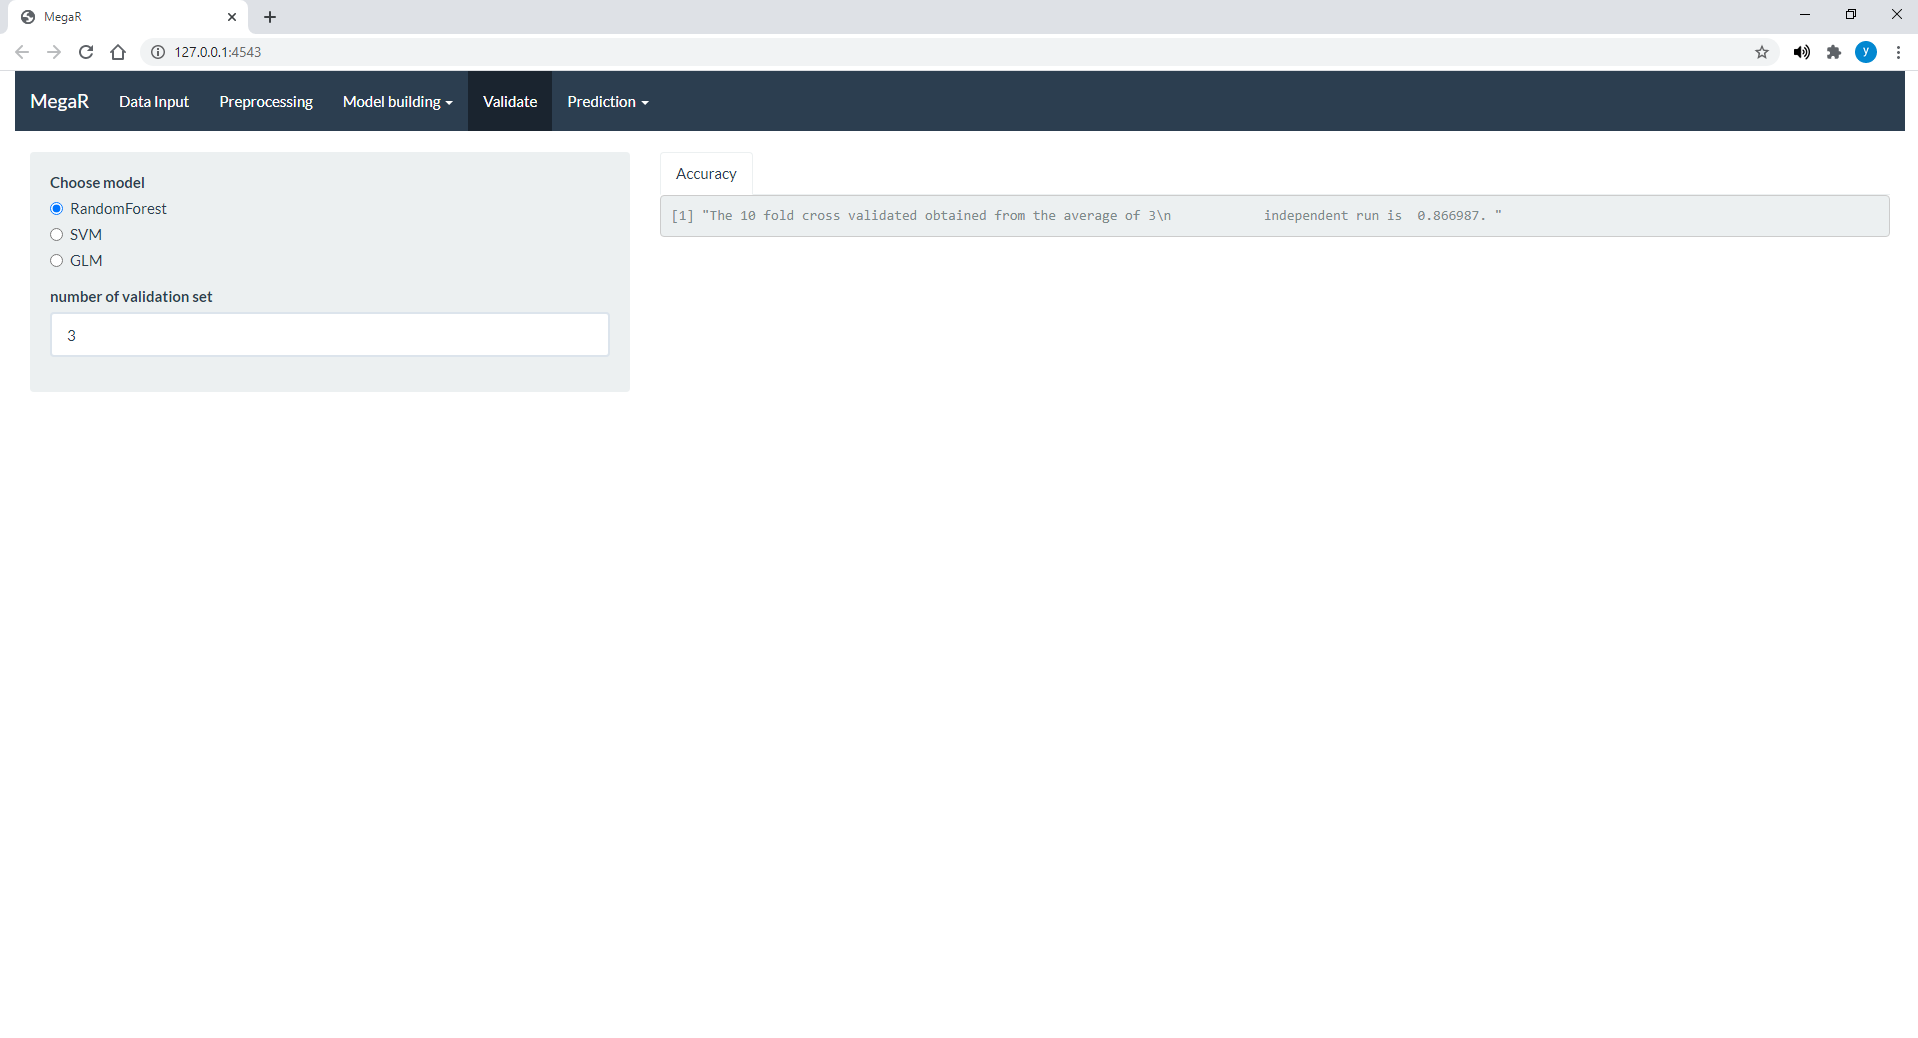 MegaR
127.0.0.1:4543
y
MegaR Data Input Preprocessing Model building Validate Prediction
Choose model
RandomForest
SVM
GLM
number of validation set
3
Accuracy
[1] "The 10 fold cross validated obtained from the average of 3\n            independent run is  0.866987. "